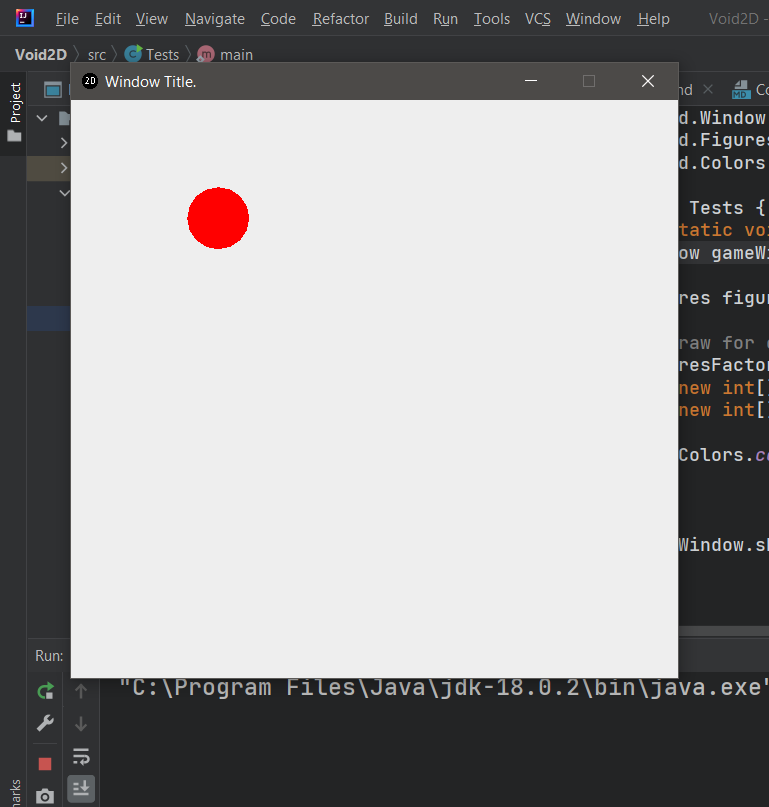 File Edit View Navigate Code Refactor Build Run Tools VCS Window Help Void2D -
Void2D src Tests main
Project
2D Window Title.
nd Co
MD
d.Window
d.Figures
d.Colors
Tests {
tatic voi
ow gameWi
res figur
raw for
resFactor
new int[]
new int[]
Colors.co
Window.sh
Run:
"C:\Program Files\Java\jdk-18.0.2\bin\java.exe"
marks